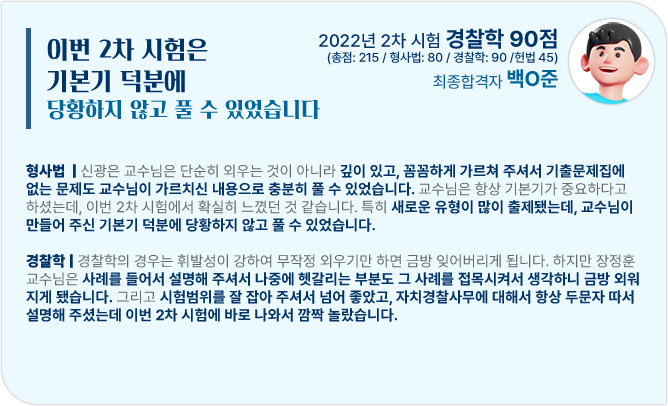 이번 2차 시험은
기본기 덕분에
당황하지 않고 풀 수 있었습니다
2022년 2차 시험 경찰학 90점
(총점: 215 / 형사법: 80 / 경찰학: 90 /헌법 45)
최종합격자 백O준
형사법 | 신광은 교수님은 단순히 외우는 것이 아니라 깊이 있고, 꼼꼼하게 가르쳐 주셔서 기출문제집에
없는 문제도 교수님이 가르치신 내용으로 충분히 풀 수 있었습니다. 교수님은 항상 기본기가 중요하다고
하셨는데, 이번 2차 시험에서 확실히 느꼈던 것 같습니다. 특히 새로운 유형이 많이 출제됐는데, 교수님이
만들어 주신 기본기 덕분에 당황하지 않고 풀 수 있었습니다.
경찰학 | 경찰학의 경우는 휘발성이 강하여 무작정 외우기만 하면 금방 잊어버리게 됩니다. 하지만 장정훈
교수님은 사례를 들어서 설명해 주셔서 나중에 헷갈리는 부분도 그 사례를 접목시켜서 생각하니 금방 외워
지게 됐습니다. 그리고 시험범위를 잘 잡아 주셔서 넘어 좋았고, 자치경찰사무에 대해서 항상 두문자 따서
설명해 주셨는데 이번 2차 시험에 바로 나와서 깜짝 놀랐습니다.